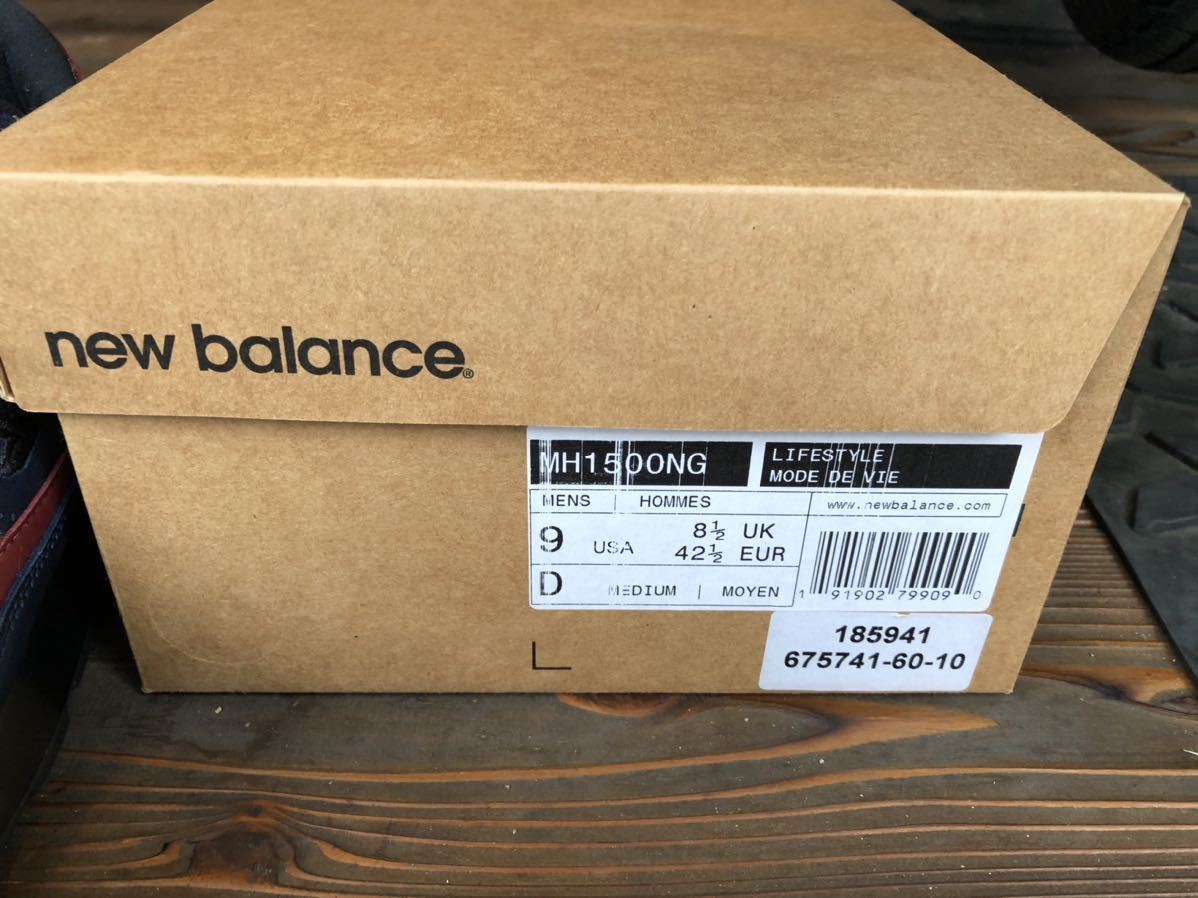 new balance®
MH1500NG
LIFESTYLE
MODE DE VIE
MENS | HOMMES
www.newbalance.com
9 USA 8½ UK
42½ EUR
D MEDIUM | MOYEN
1 91902 79909 0
185941
675741-60-10